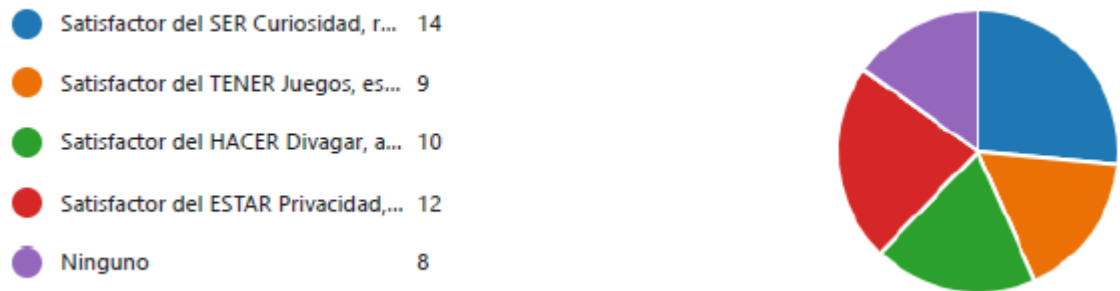 Satisfactor del SER Curiosidad, r... 14
Satisfactor del TENER Juegos, es... 9
Satisfactor del HACER Divagar, a... 10
Satisfactor del ESTAR Privacidad,... 12
Ninguno 8